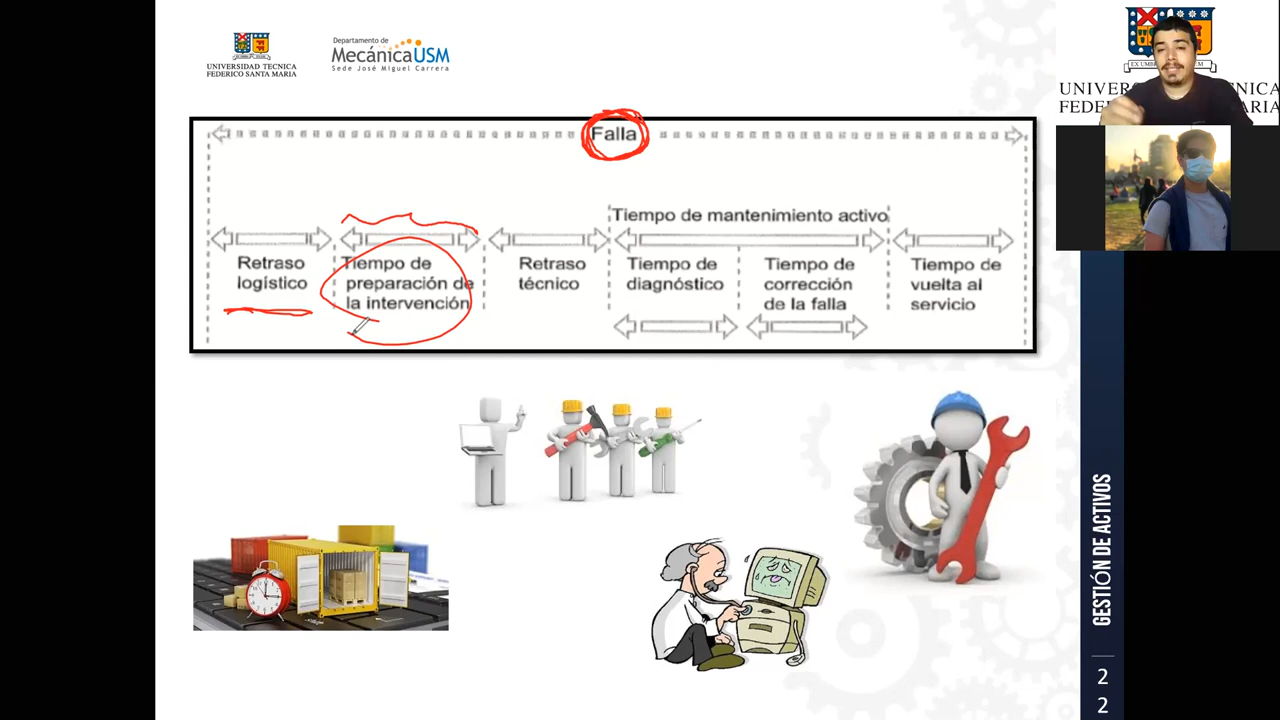 UNIVERSIDAD TECNICA
FEDERICO SANTA MARIA
Departamento de
MecánicaUSM
Sede José Miguel Carrera
Falla
Tiempo de mantenimiento activo
Retraso
logístico
Tiempo de
preparación de
la intervención
Retraso
técnico
Tiempo de
diagnóstico
Tiempo de
corrección
de la falla
Tiempo de
vuelta al
servicio
GESTIÓN DE ACTIVOS
2
2